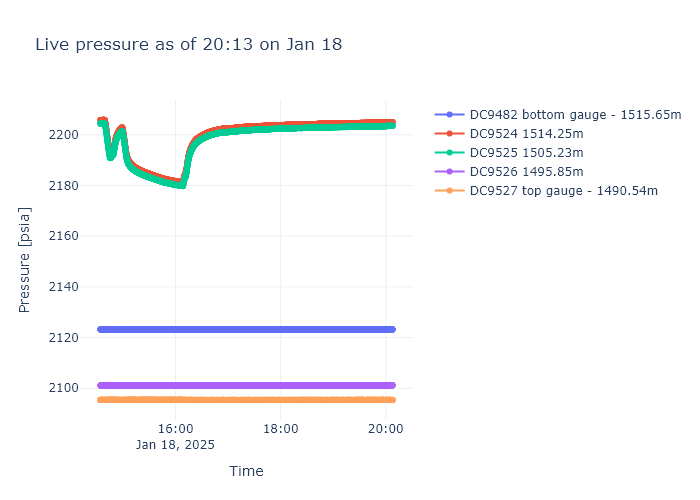 Live pressure as of 20:13 on Jan 18
DC9482 bottom gauge - 1515.65m
DC9524 1514.25m
DC9525 1505.23m
DC9526 1495.85m
DC9527 top gauge - 1490.54m
Pressure [psia]
2200
2180
2160
2140
2120
2100
16:00
18:00
20:00
Jan 18, 2025
Time